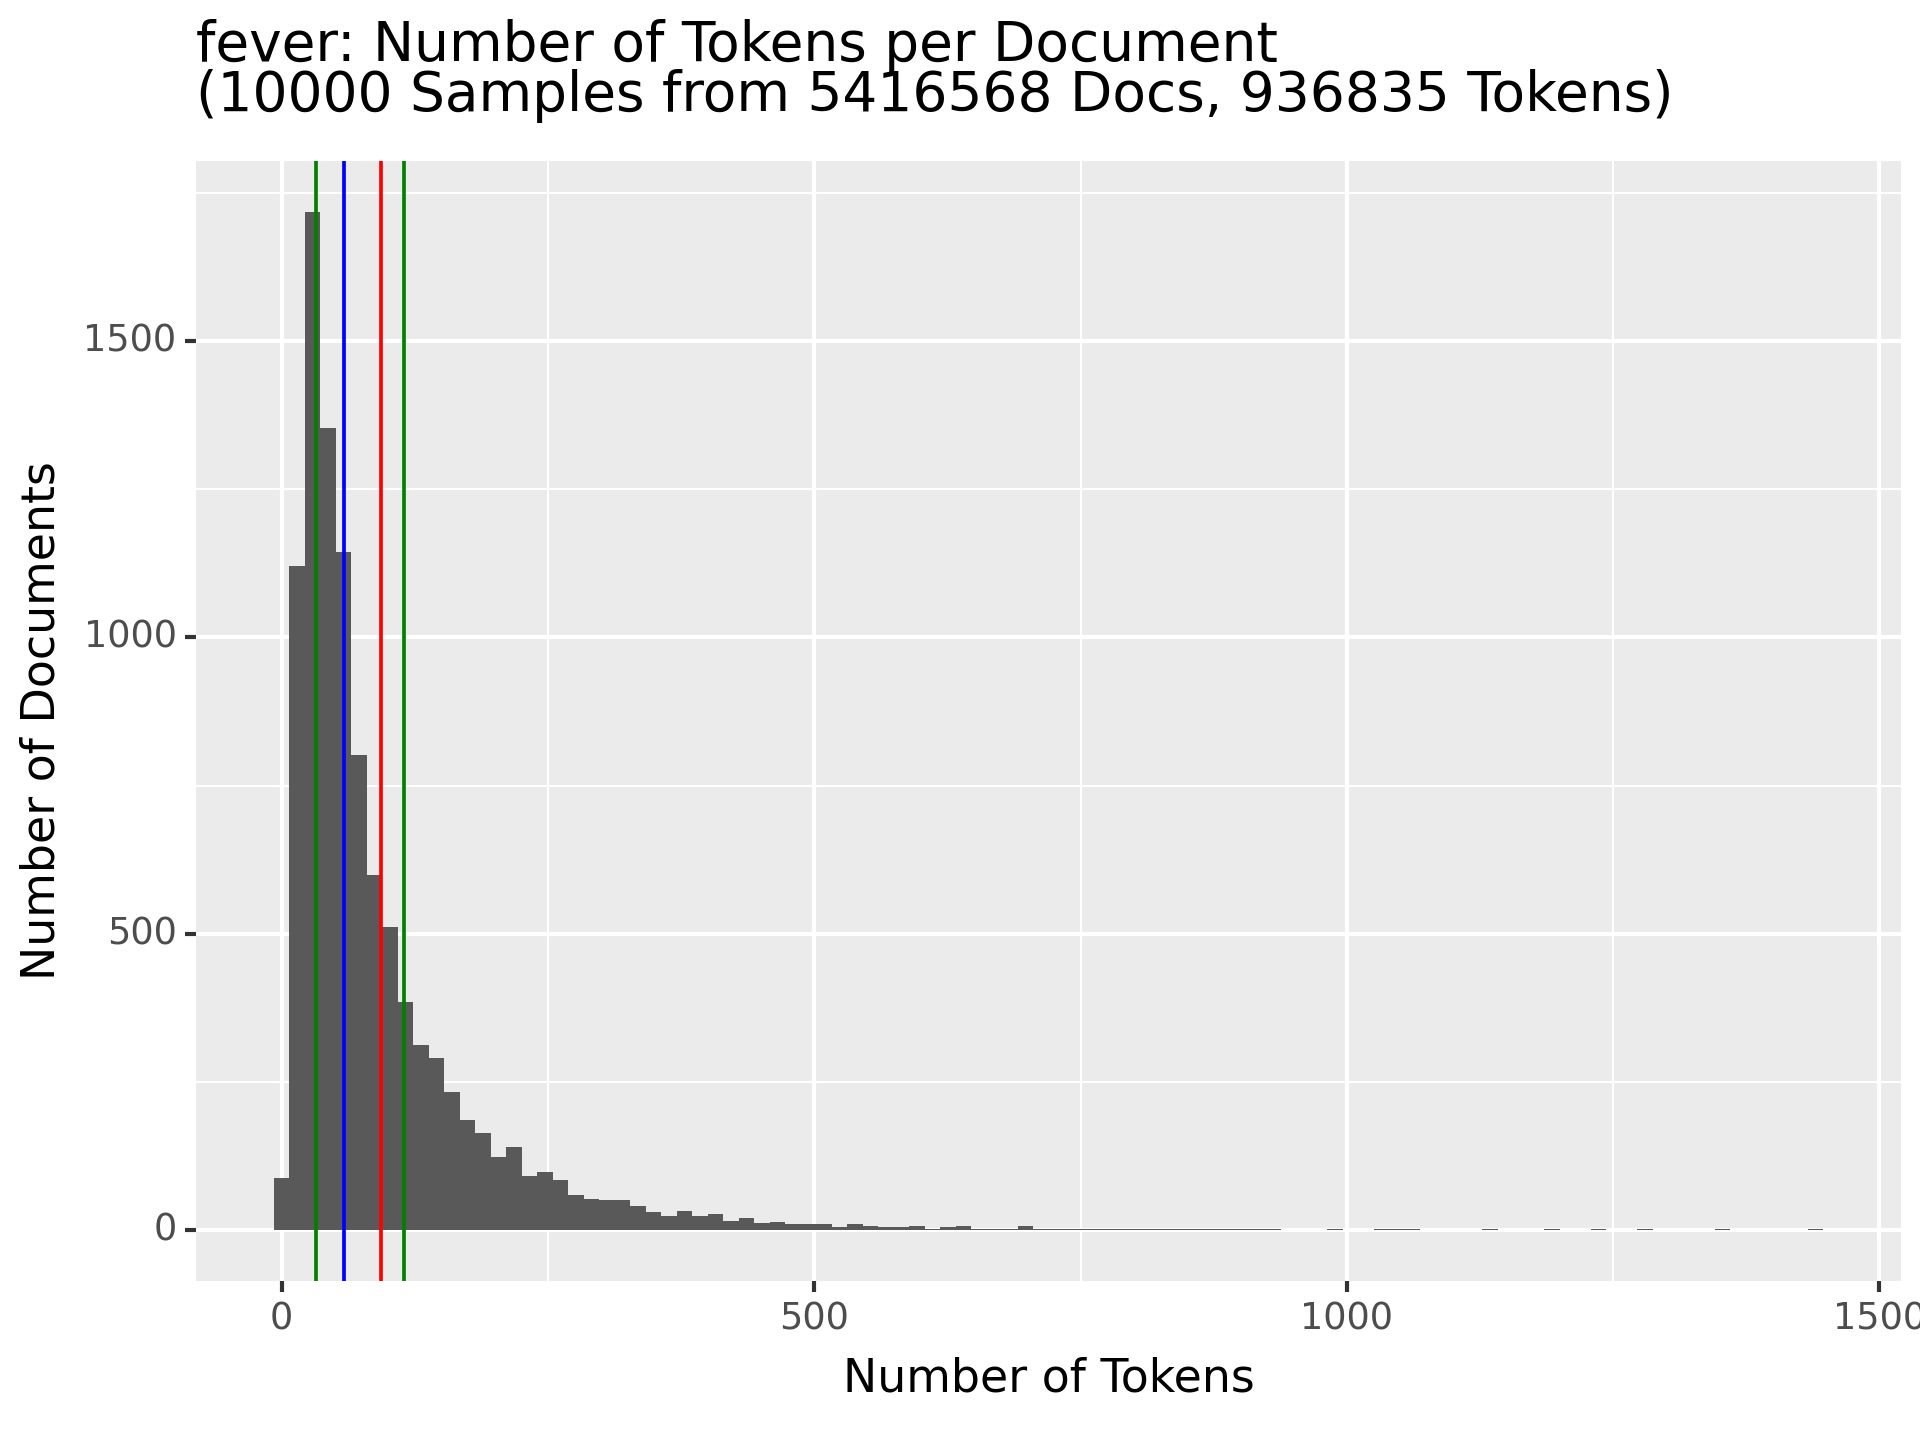 fever: Number of Tokens per Document
(10000 Samples from 5416568 Docs, 936835 Tokens)
Number of Documents
1500
1000
500
0
0 500 1000 1500
Number of Tokens